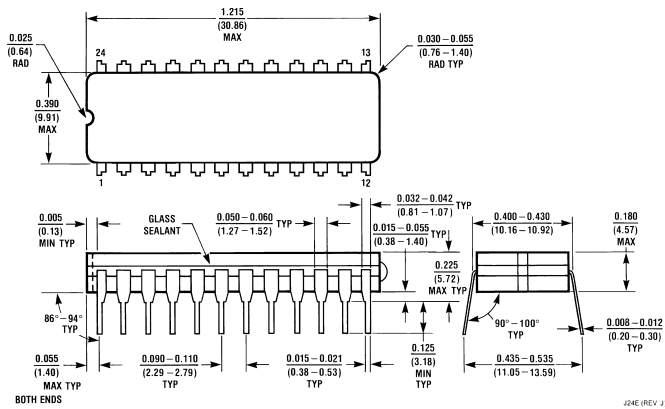 1.215
(30.86)
MAX
0.025
(0.64)
RAD
24
13
0.030–0.055
(0.76–1.40)
RAD TYP
0.390
(9.91)
MAX
1
12
0.005
(0.13)
MIN TYP
GLASS
SEALANT
0.050–0.060
(1.27–1.52)
TYP
0.032–0.042
(0.81–1.07)
TYP
0.015–0.055
(0.38–1.40)
TYP
0.400–0.430
(10.16–10.92)
0.180
(4.57)
MAX
0.225
(5.72)
MAX TYP
86°–94°
TYP
90°–100°
TYP
0.008–0.012
(0.20–0.30)
TYP
0.055
(1.40)
MAX TYP
BOTH ENDS
0.090–0.110
(2.29–2.79)
TYP
0.015–0.021
(0.38–0.53)
TYP
0.125
(3.18)
MIN
TYP
0.435–0.535
(11.05–13.59)
J24E (REV J